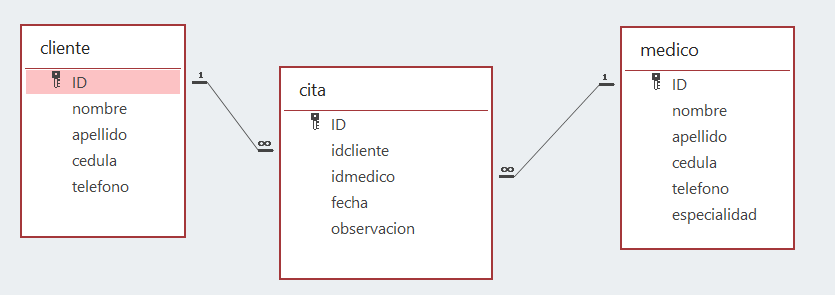 cliente
ID
nombre
apellido
cedula
telefono
1
∞
cita
ID
idcliente
idmedico
fecha
observacion
1
∞
medico
ID
nombre
apellido
cedula
telefono
especialidad